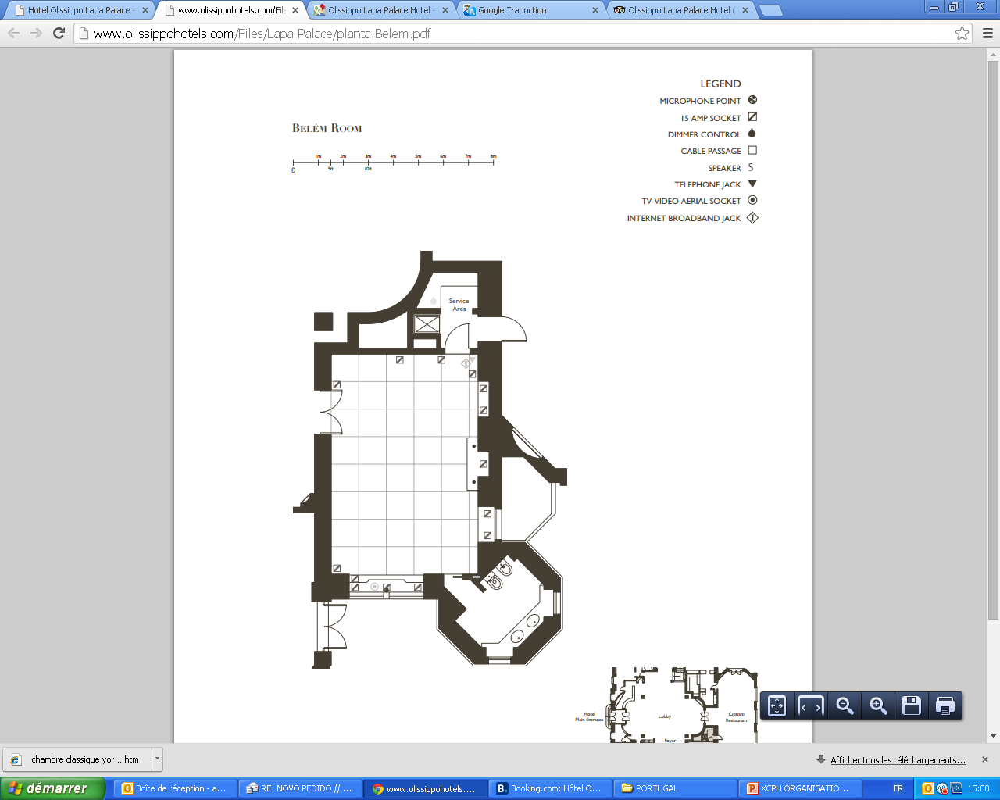 Hotel Olissippo Lapa Palace -
www.olissippohotels.com/File
Olissippo Lapa Palace Hotel -
Google Traduction
Olissippo Lapa Palace Hotel (
www.olissippohotels.com/Files/Lapa-Palace/planta-Belem.pdf
LEGEND
MICROPHONE POINT
15 AMP SOCKET
DIMMER CONTROL
CABLE PASSAGE
SPEAKER S
TELEPHONE JACK
TV-VIDEO AERIAL SOCKET
INTERNET BROADBAND JACK
BELÉM ROOM
1m 2m 3m 4m 5m 6m 7m 8m
0 5ft 10ft
Service
Area
Hotel
Main Entrance
Lobby
Cipriani
Restaurant
Foyer
chambre classique yor....htm
Afficher tous les téléchargements...
démarrer
Boîte de réception - a...
RE: NOVO PEDIDO // ...
www.olissippohotels....
Booking.com: Hôtel O...
PORTUGAL
XCPH ORGANISATIO...
FR
15:08